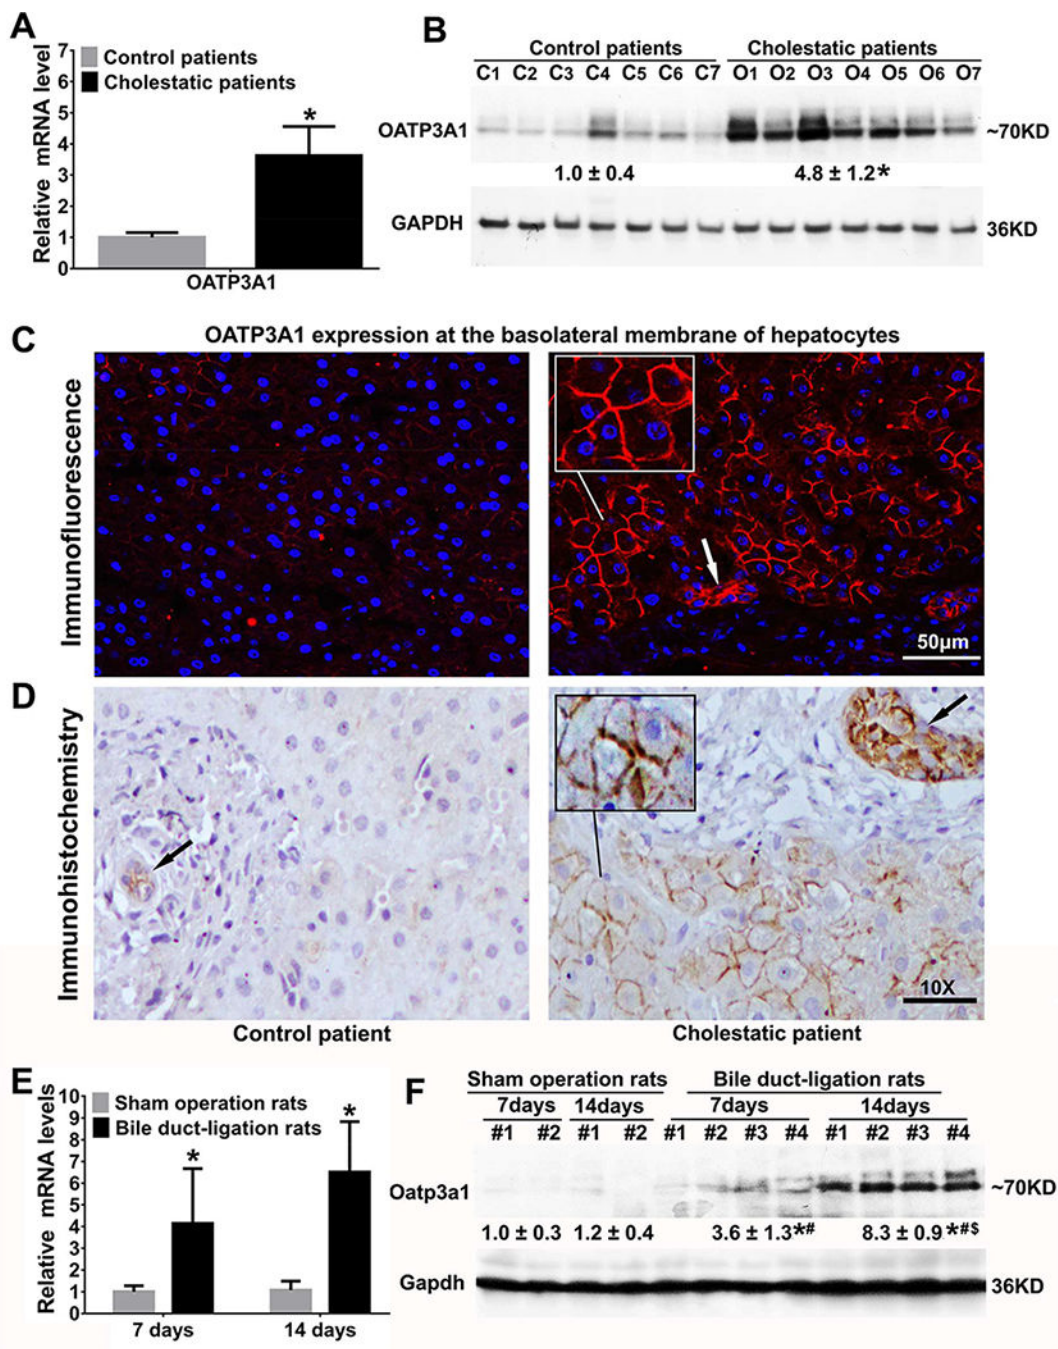 A
7
6
5
4
3
2
1
0
Relative mRNA level
Control patients
Cholestatic patients
*
OATP3A1
B
Control patients Cholestatic patients
C1 C2 C3 C4 C5 C6 C7 O1 O2 O3 O4 O5 O6 O7
OATP3A1 ~70KD
1.0 ± 0.4 4.8 ± 1.2*
GAPDH 36KD
C
OATP3A1 expression at the basolateral membrane of hepatocytes
Immunofluorescence
50µm
D
Immunohistochemistry
10X
Control patient Cholestatic patient
E
10
9
8
7
6
5
4
3
2
1
0
Relative mRNA levels
Sham operation rats
Bile duct-ligation rats
* *
7 days 14 days
F
Sham operation rats Bile duct-ligation rats
7days 14days 7days 14days
#1 #2 #1 #2 #1 #2 #3 #4 #1 #2 #3 #4
Oatp3a1 ~70KD
1.0 ± 0.3 1.2 ± 0.4 3.6 ± 1.3*# 8.3 ± 0.9 *#$
Gapdh 36KD